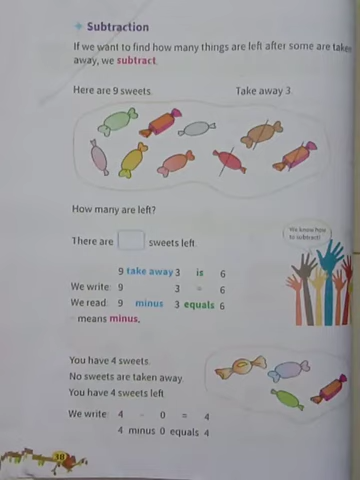 Subtraction
If we want to find how many things are left after some are taken
away, we subtract.
Here are 9 sweets. Take away 3.
How many are left?
We know how
to subtract!
There are sweets left.
9 take away 3 is 6
We write: 9 3 = 6
We read: 9 minus 3 equals 6
- means minus.
You have 4 sweets.
No sweets are taken away.
You have 4 sweets left.
We write: 4 - 0 = 4
4 minus 0 equals 4
30